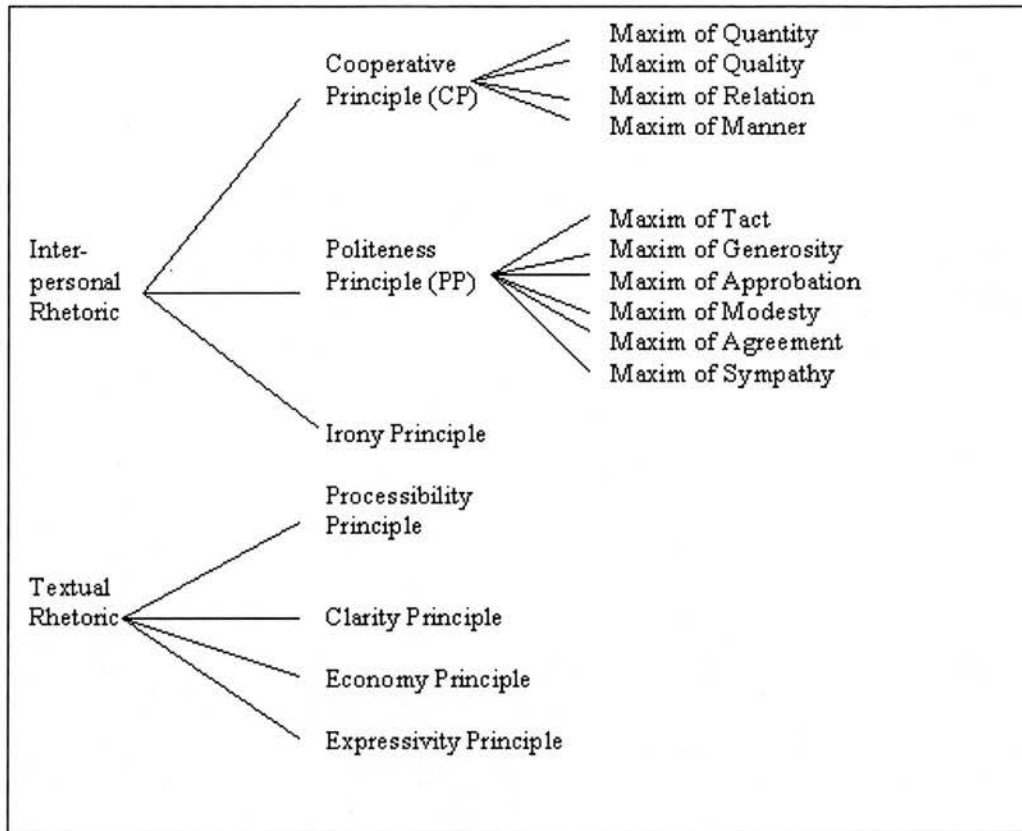 Cooperative
Principle (CP)
Maxim of Quantity
Maxim of Quality
Maxim of Relation
Maxim of Manner
Inter-
personal
Rhetoric
Politeness
Principle (PP)
Maxim of Tact
Maxim of Generosity
Maxim of Approbation
Maxim of Modesty
Maxim of Agreement
Maxim of Sympathy
Irony Principle
Textual
Rhetoric
Processibility
Principle
Clarity Principle
Economy Principle
Expressivity Principle